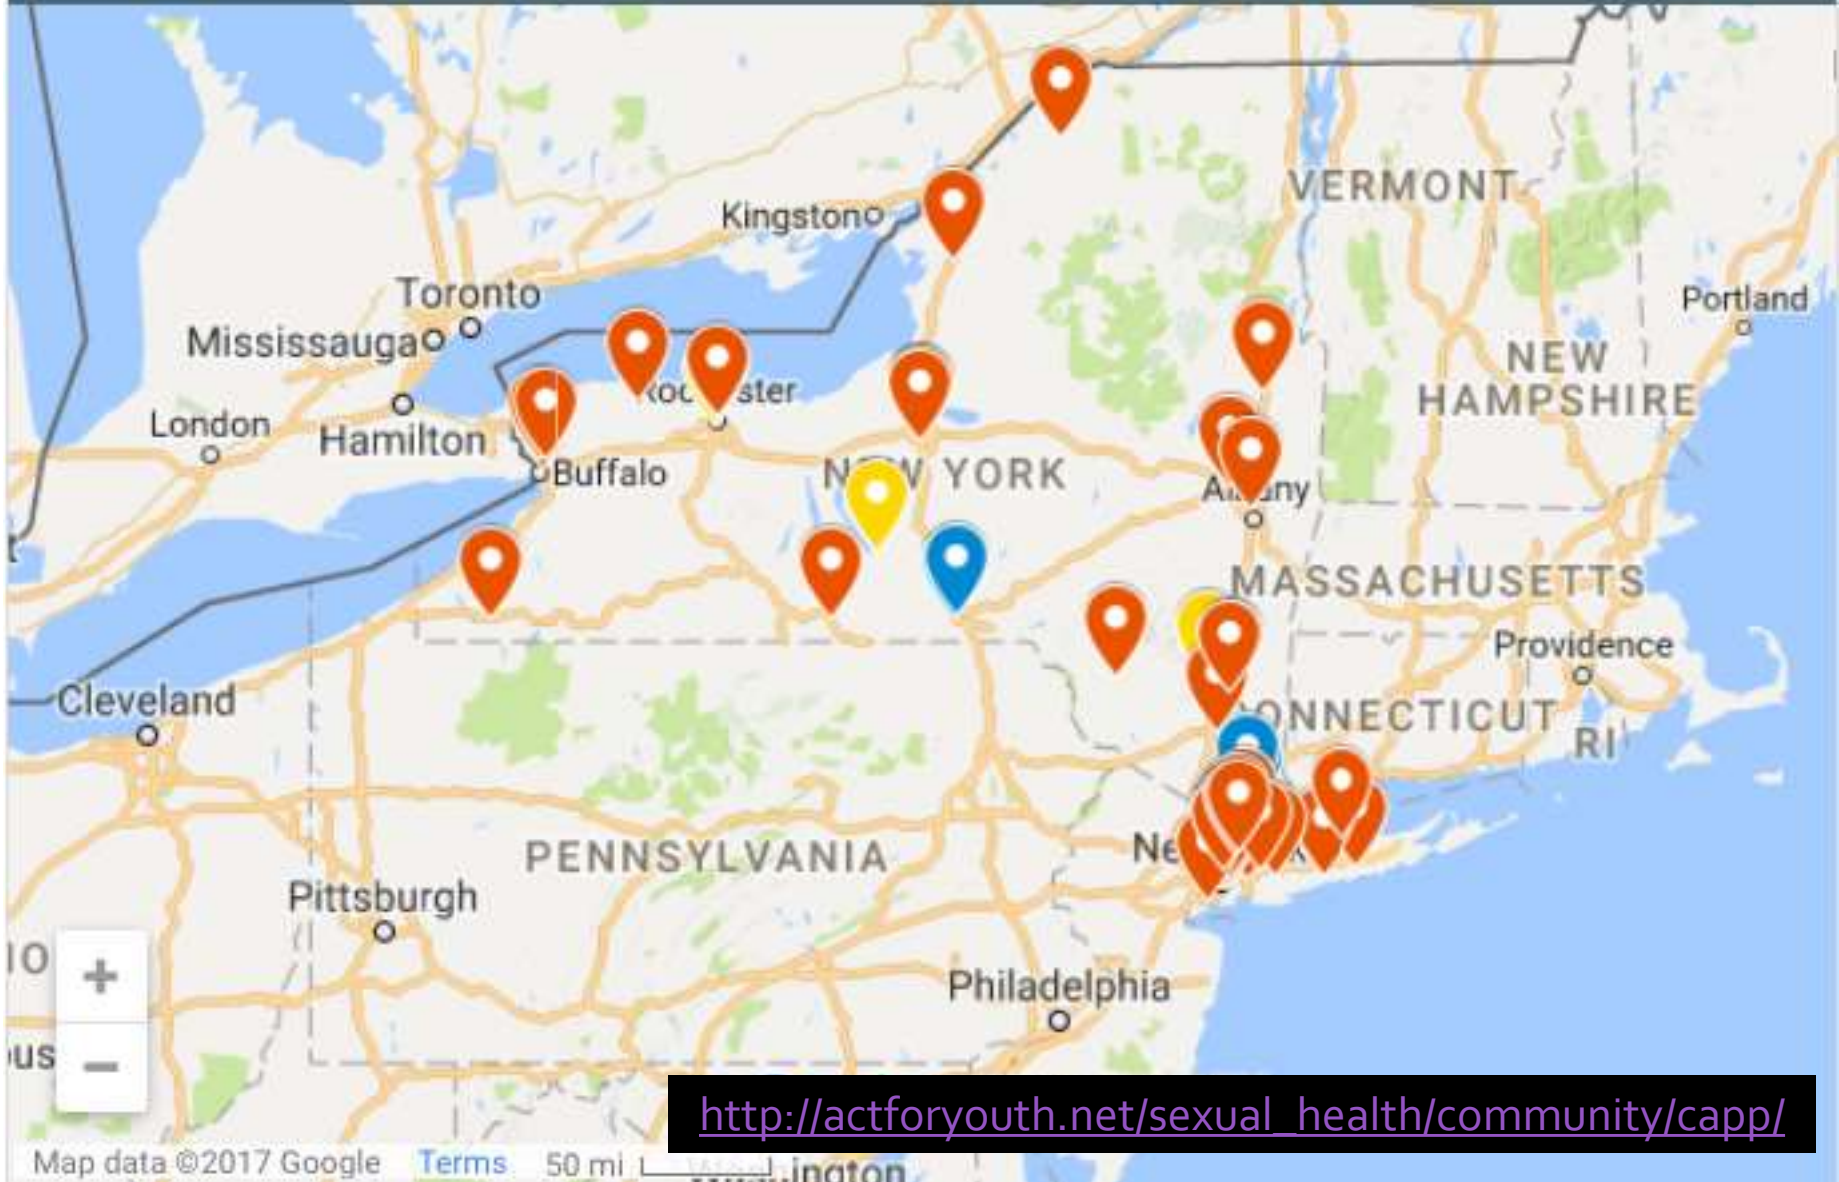 VERMONT
Kingston
Toronto
Mississauga
Portland
NEW
HAMPSHIRE
London
Hamilton
Buffalo
YORK
MASSACHUSETTS
Providence
Cleveland
RI
PENNSYLVANIA
Pittsburgh
Philadelphia
+
−
http://actforyouth.net/sexual_health/community/capp/
Map data ©2017 Google Terms 50 mi